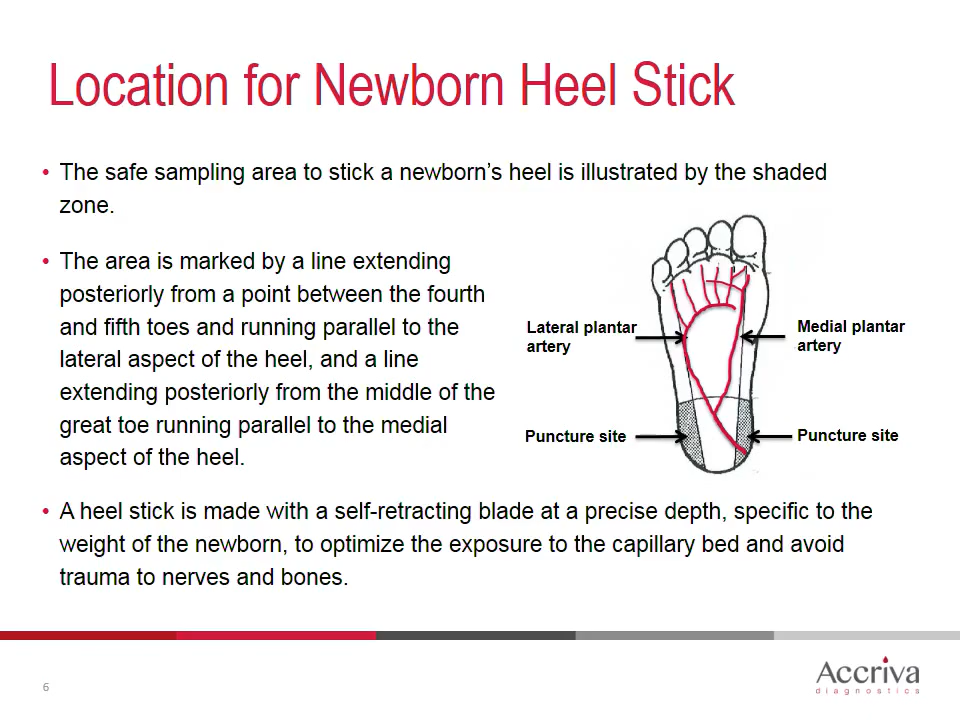 Location for Newborn Heel Stick
• The safe sampling area to stick a newborn's heel is illustrated by the shaded
zone.
• The area is marked by a line extending
posteriorly from a point between the fourth
and fifth toes and running parallel to the
lateral aspect of the heel, and a line
extending posteriorly from the middle of the
great toe running parallel to the medial
aspect of the heel.
Lateral plantar
artery
Medial plantar
artery
Puncture site
Puncture site
• A heel stick is made with a self-retracting blade at a precise depth, specific to the
weight of the newborn, to optimize the exposure to the capillary bed and avoid
trauma to nerves and bones.
6
Accriva
diagnostics